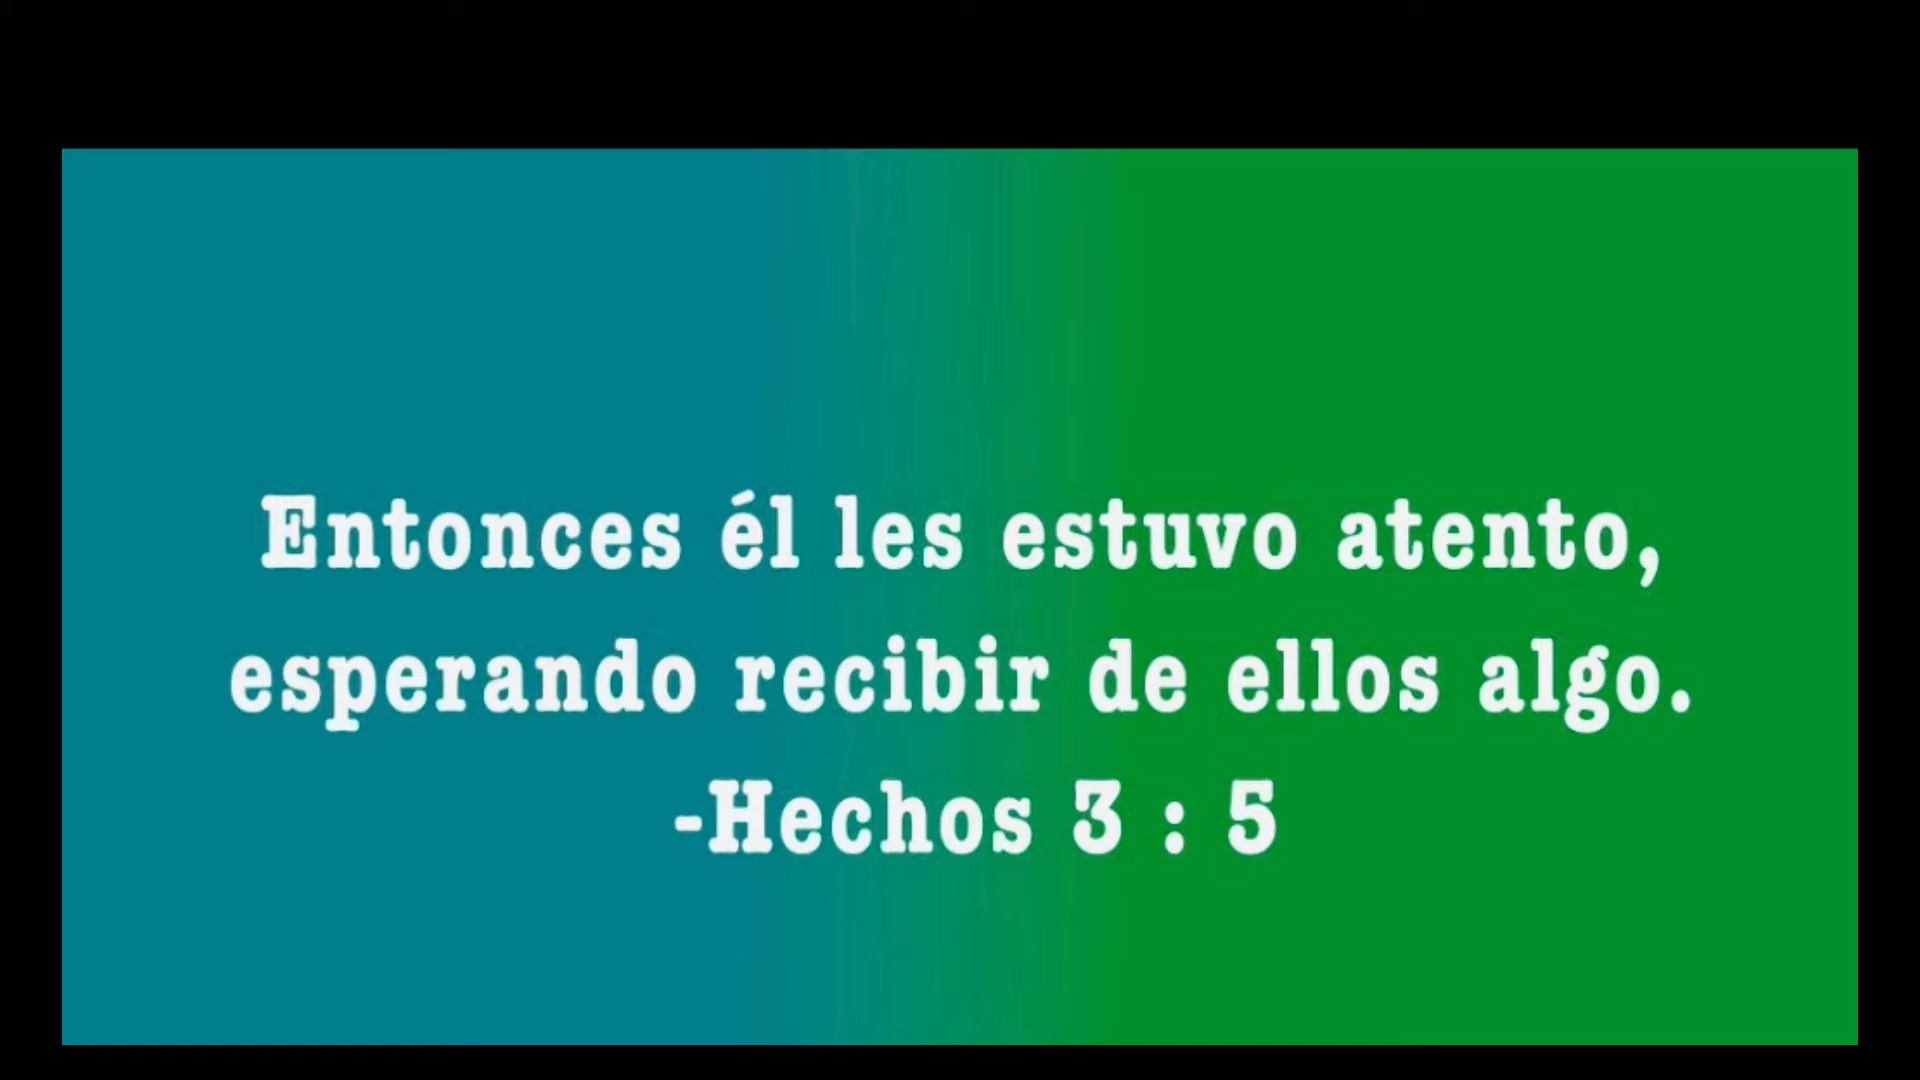 Entonces él les estuvo atento,
esperando recibir de ellos algo.
-Hechos 3 : 5